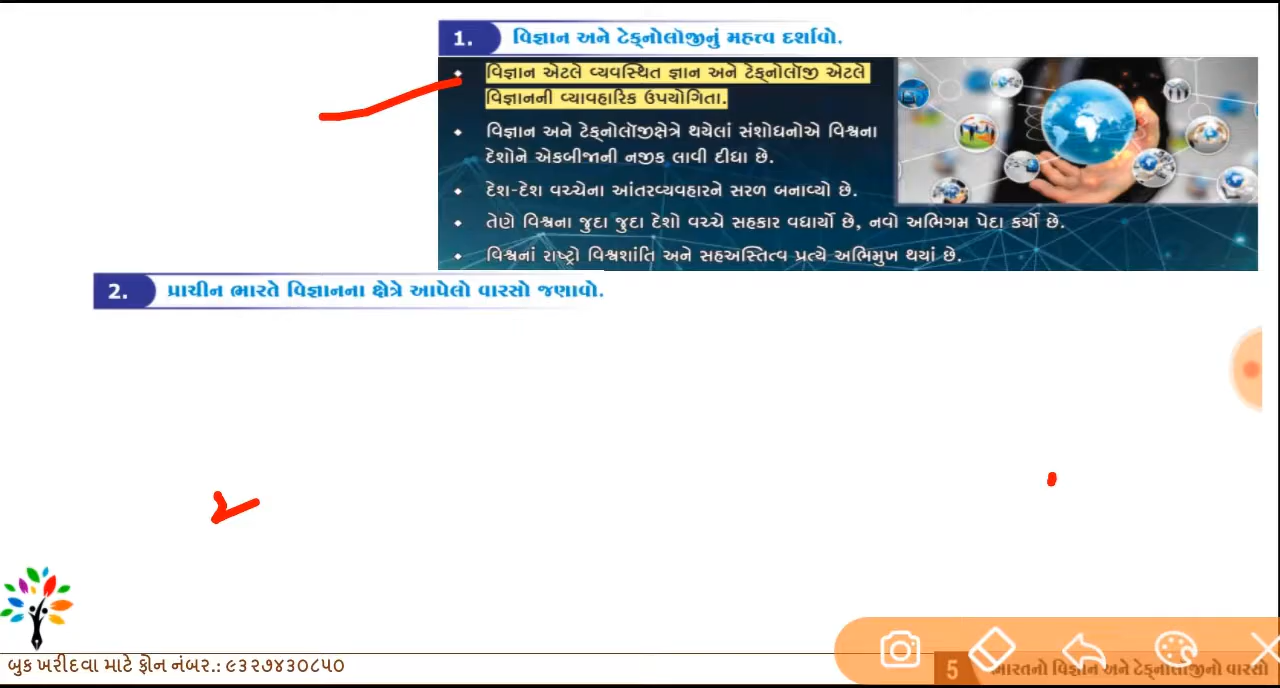 1. વિજ્ઞાન અને ટેક્નોલૉજીનું મહત્ત્વ દર્શાવો.
વિજ્ઞાન એટલે વ્યવસ્થિત જ્ઞાન અને ટેક્નોલૉજી એટલે
વિજ્ઞાનની વ્યાવહારિક ઉપયોગિતા.
વિજ્ઞાન અને ટેક્નોલૉજીક્ષેત્રે થયેલાં સંશોધનોએ વિશ્વના
દેશોને એકબીજાની નજીક લાવી દીધા છે.
દેશ-દેશ વચ્ચેના આંતરવ્યવહારને સરળ બનાવ્યો છે.
તેણે વિશ્વના જુદા જુદા દેશો વચ્ચે સહકાર વધાર્યો છે, નવો અભિગમ પેદા કર્યો છે.
વિશ્વનાં રાષ્ટ્રો વિશ્વશાંતિ અને સહઅસ્તિત્વ પ્રત્યે અભિમુખ થયાં છે.
2. પ્રાચીન ભારતે વિજ્ઞાનના ક્ષેત્રે આપેલો વારસો જણાવો.
બુક ખરીદવા માટે ફોન નંબર.: ૯૩૨૭૪૩૦૮૫૦
5 ભારતનો વિજ્ઞાન અને ટેક્નોલૉજીનો વારસો